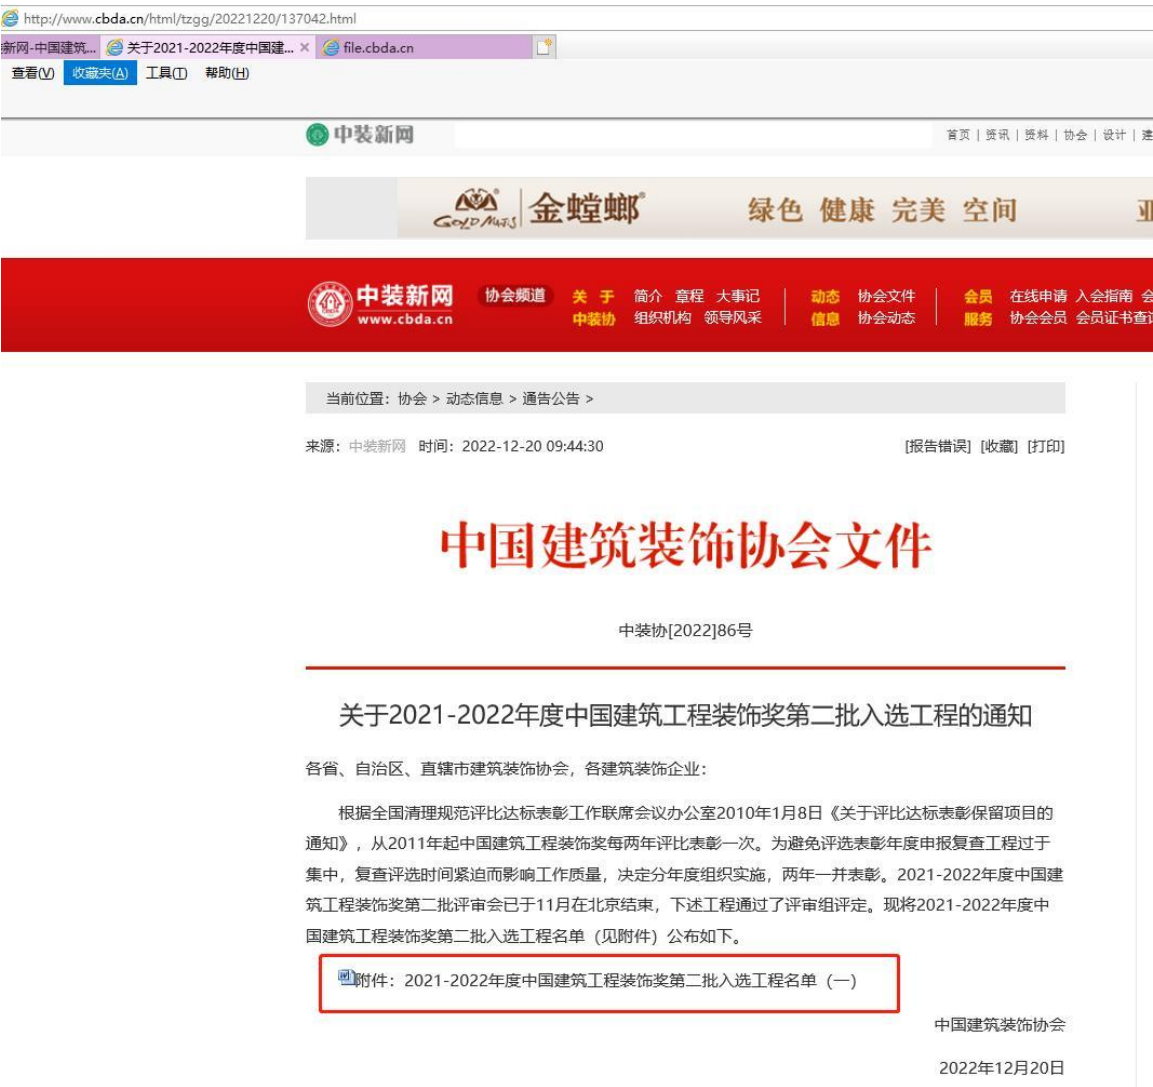 http://www.cbda.cn/html/tzgg/20221220/137042.html
新网-中国建筑... 关于2021-2022年度中国建... × file.cbda.cn
查看(V) 收藏夹(A) 工具(T) 帮助(H)
中装新网 首页 | 资讯 | 资料 | 协会 | 设计 | 建
GOLD MANTIS 金螳螂® 绿色 健康 完美 空间 亚
中装新网 协会频道 关 于 简介 章程 大事记 动态 协会文件 会员 在线申请 入会指南 会
www.cbda.cn 中装协 组织机构 领导风采 信息 协会动态 服务 协会会员 会员证书查询
当前位置：协会 > 动态信息 > 通告公告 >
来源：中装新网 时间：2022-12-20 09:44:30 [报告错误] [收藏] [打印]
中国建筑装饰协会文件
中装协[2022]86号
关于2021-2022年度中国建筑工程装饰奖第二批入选工程的通知
各省、自治区、直辖市建筑装饰协会，各建筑装饰企业：
根据全国清理规范评比达标表彰工作联席会议办公室2010年1月8日《关于评比达标表彰保留项目的
通知》，从2011年起中国建筑工程装饰奖每两年评比表彰一次。为避免评选表彰年度申报复查工程过于
集中，复查评选时间紧迫而影响工作质量，决定分年度组织实施，两年一并表彰。2021-2022年度中国建
筑工程装饰奖第二批评审会已于11月在北京结束，下述工程通过了评审组评定。现将2021-2022年度中
国建筑工程装饰奖第二批入选工程名单（见附件）公布如下。
附件：2021-2022年度中国建筑工程装饰奖第二批入选工程名单（一）
中国建筑装饰协会
2022年12月20日